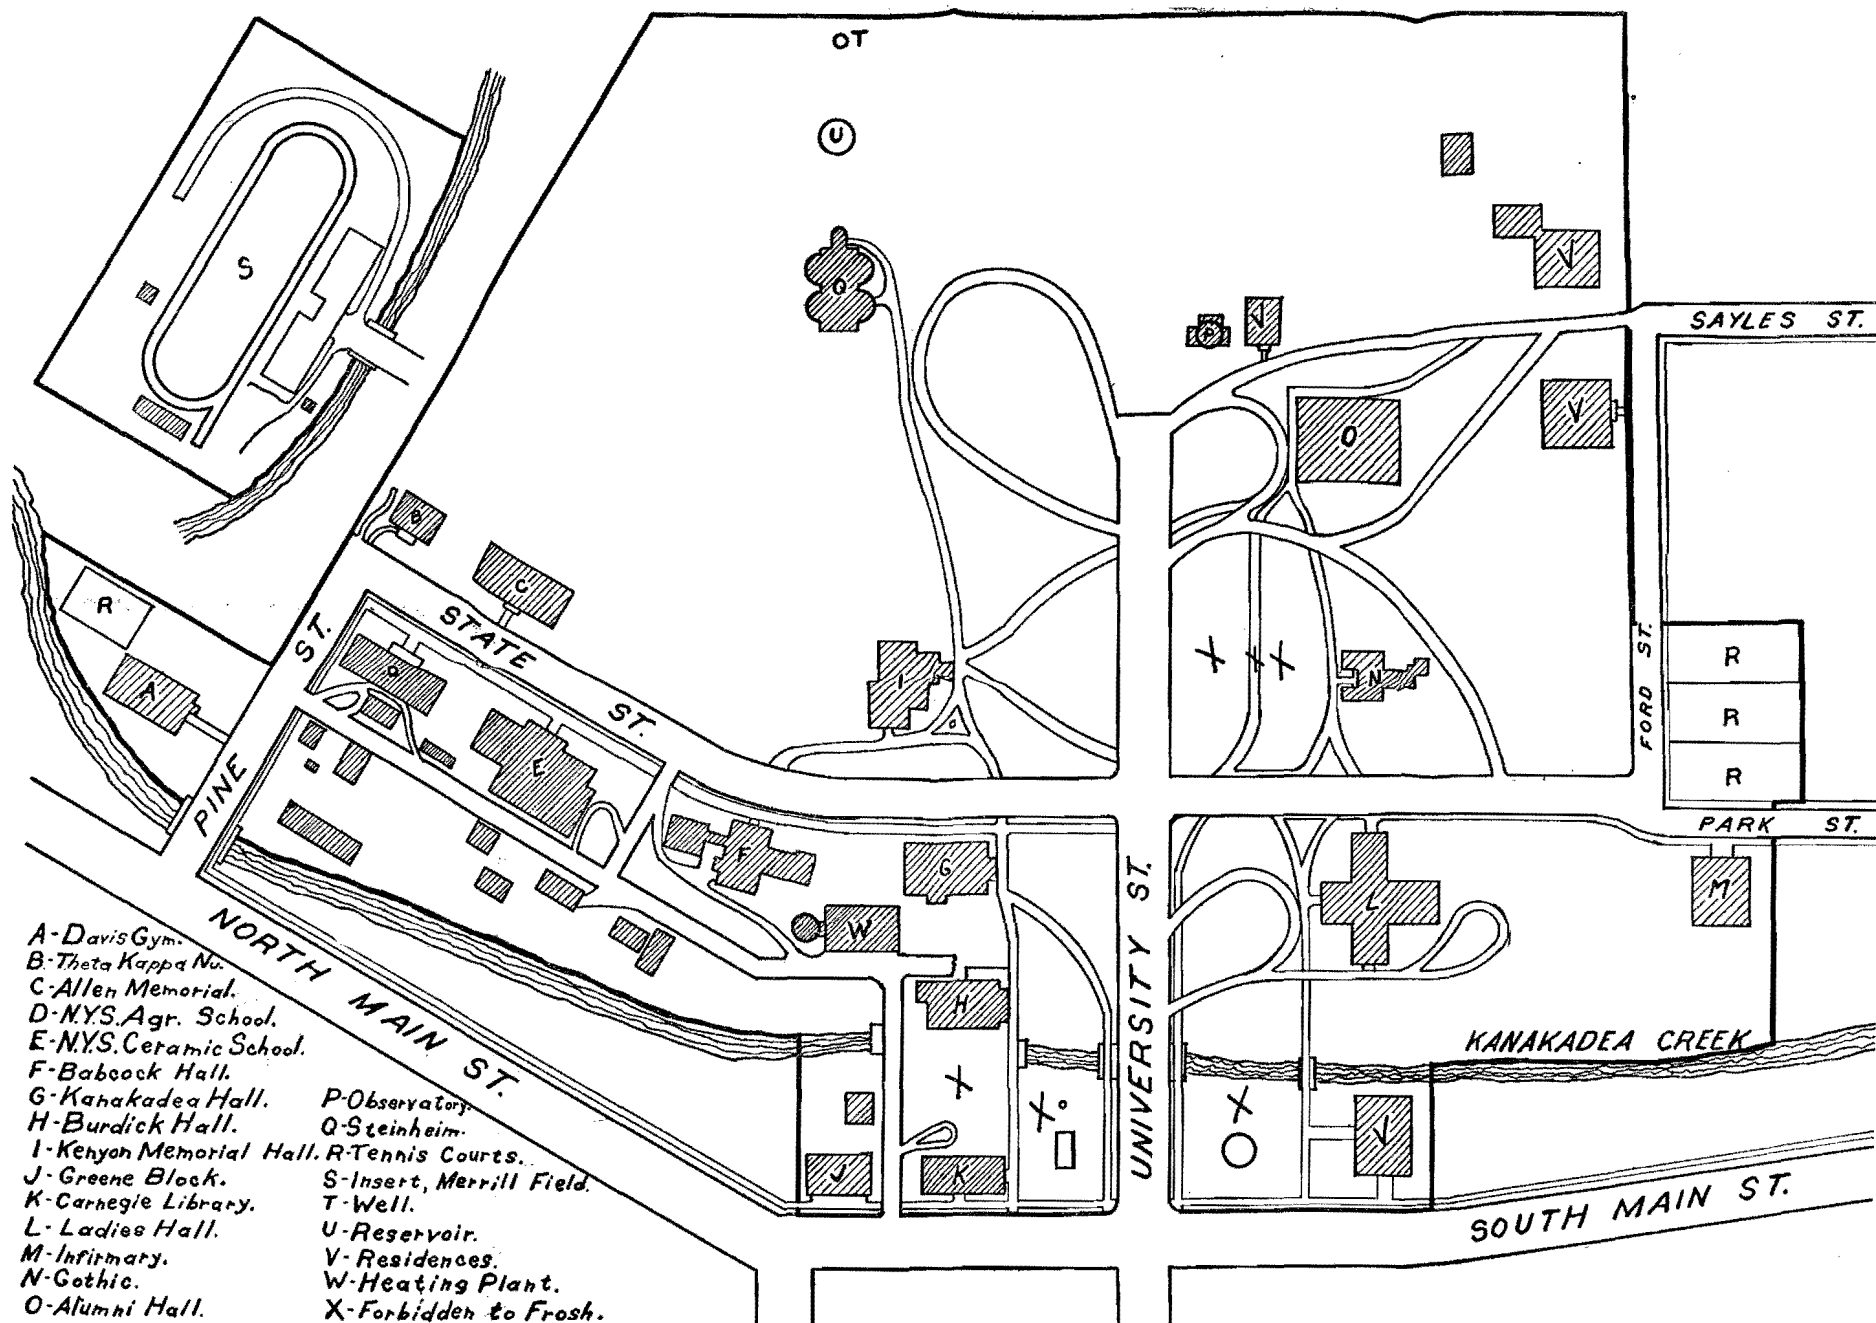 OT
U
S
Q
V
P
V
SAYLES ST.
V
O
B
C
R
A
STATE ST.
PINE ST.
D
E
I
X X X
N
FORD ST.
R
R
R
PARK ST.
F
G
W
H
L
M
UNIVERSITY ST.
NORTH MAIN ST.
KANAKADEA CREEK
X
X
X
J
K
V
SOUTH MAIN ST.
A-Davis Gym.
B-Theta Kappa Nu.
C-Allen Memorial.
D-N.Y.S. Agr. School.
E-N.Y.S. Ceramic School.
F-Babcock Hall.
G-Kanakadea Hall.
H-Burdick Hall.
I-Kenyon Memorial Hall.
J-Greene Block.
K-Carnegie Library.
L-Ladies Hall.
M-Infirmary.
N-Gothic.
O-Alumni Hall.
P-Observatory.
Q-Steinheim.
R-Tennis Courts.
S-Insert, Merrill Field.
T-Well.
U-Reservoir.
V-Residences.
W-Heating Plant.
X-Forbidden to Frosh.